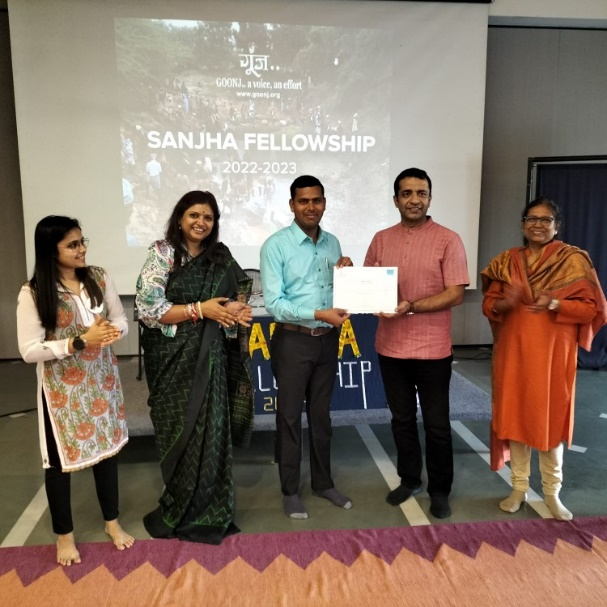 गूँज..
GOONJ.. a voice, an effort
www.goonj.org
SANJHA FELLOWSHIP
2022-2023